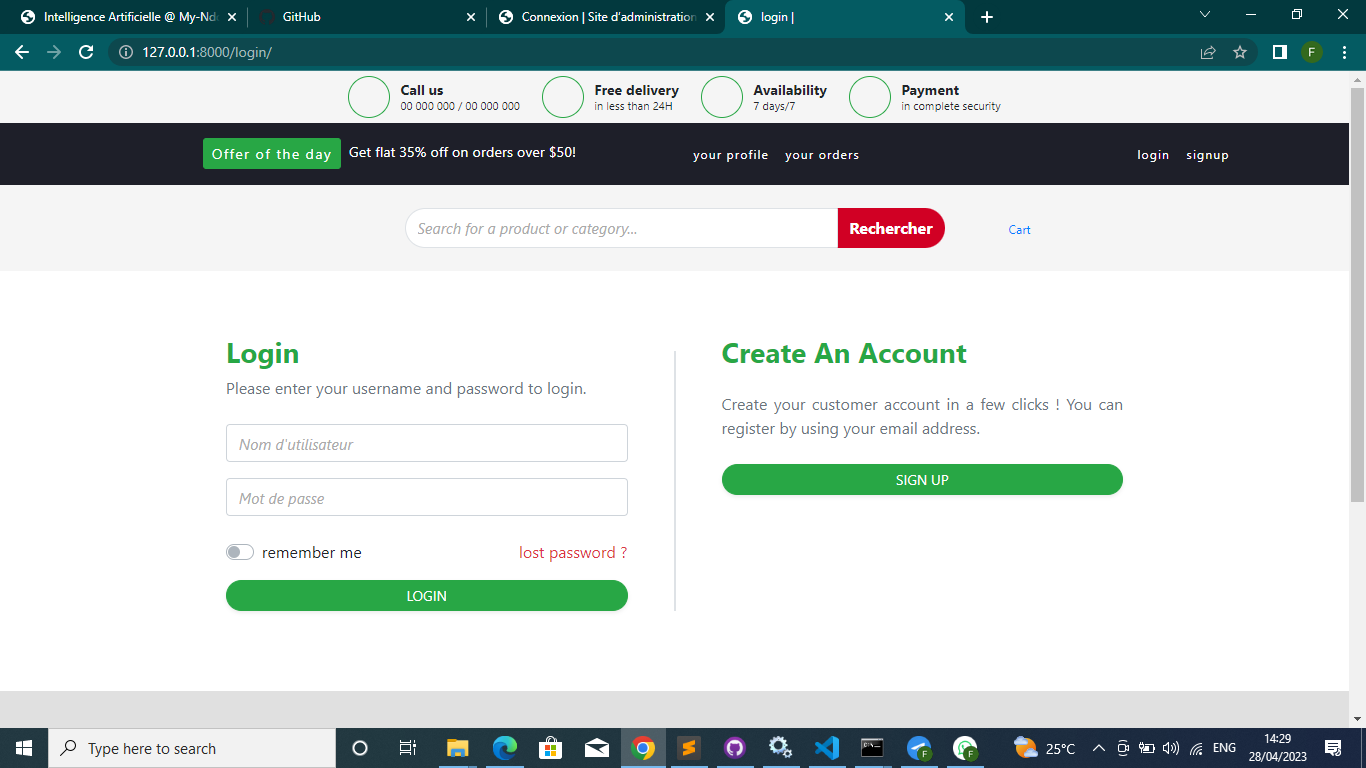 Intelligence Artificielle @ My-Nd
GitHub
Connexion | Site d'administration
login |
127.0.0.1:8000/login/
F
Call us
00 000 000 / 00 000 000
Free delivery
in less than 24H
Availability
7 days/7
Payment
in complete security
Offer of the day
Get flat 35% off on orders over $50!
your profile
your orders
login
signup
Search for a product or category...
Rechercher
Cart
Login
Please enter your username and password to login.
Nom d'utilisateur
Mot de passe
remember me
lost password ?
LOGIN
Create An Account
Create your customer account in a few clicks ! You can
register by using your email address.
SIGN UP
Type here to search
F
F
25°C
ENG
14:29
28/04/2023